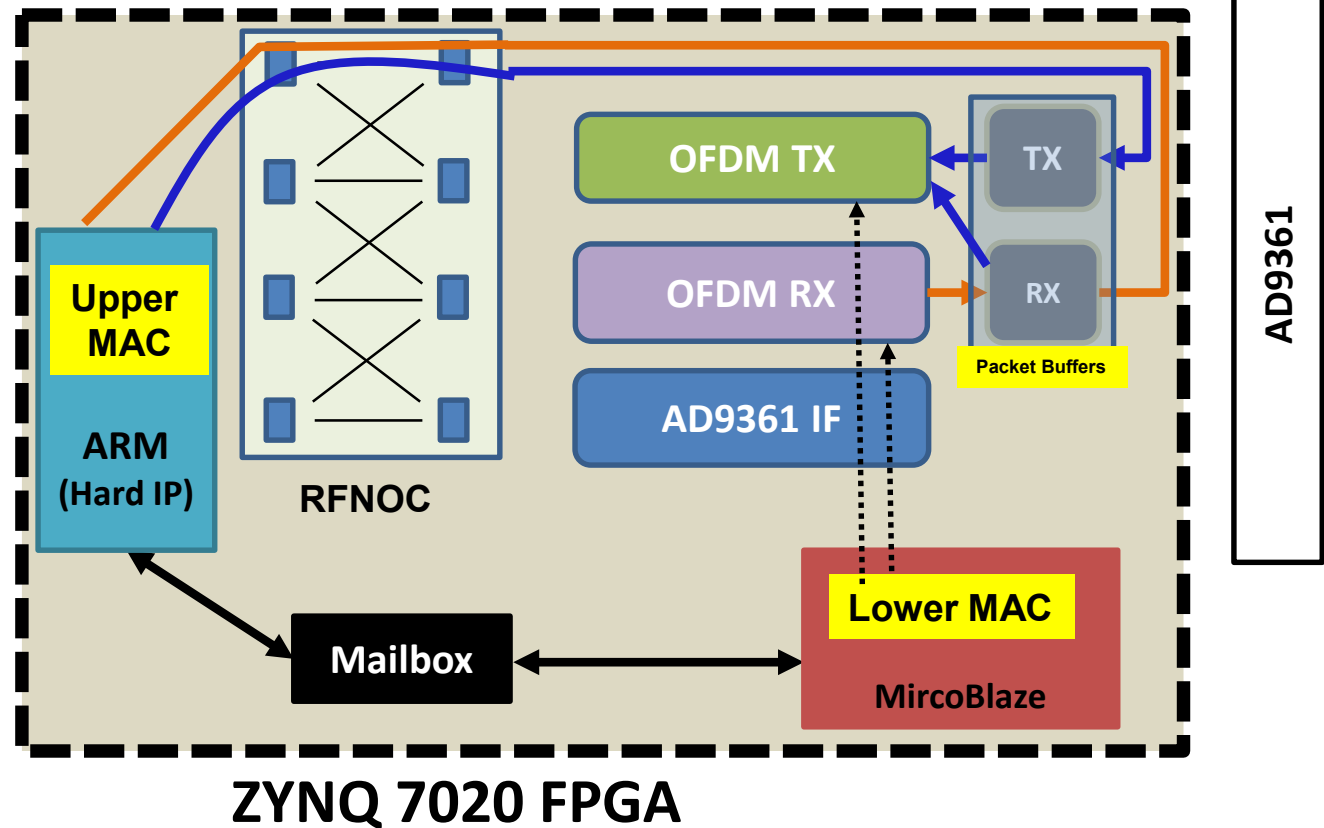 OFDM TX
TX
OFDM RX
RX
Packet Buffers
AD9361 IF
Upper
MAC
ARM
(Hard IP)
RFNOC
Mailbox
Lower MAC
MircoBlaze
AD9361
ZYNQ 7020 FPGA